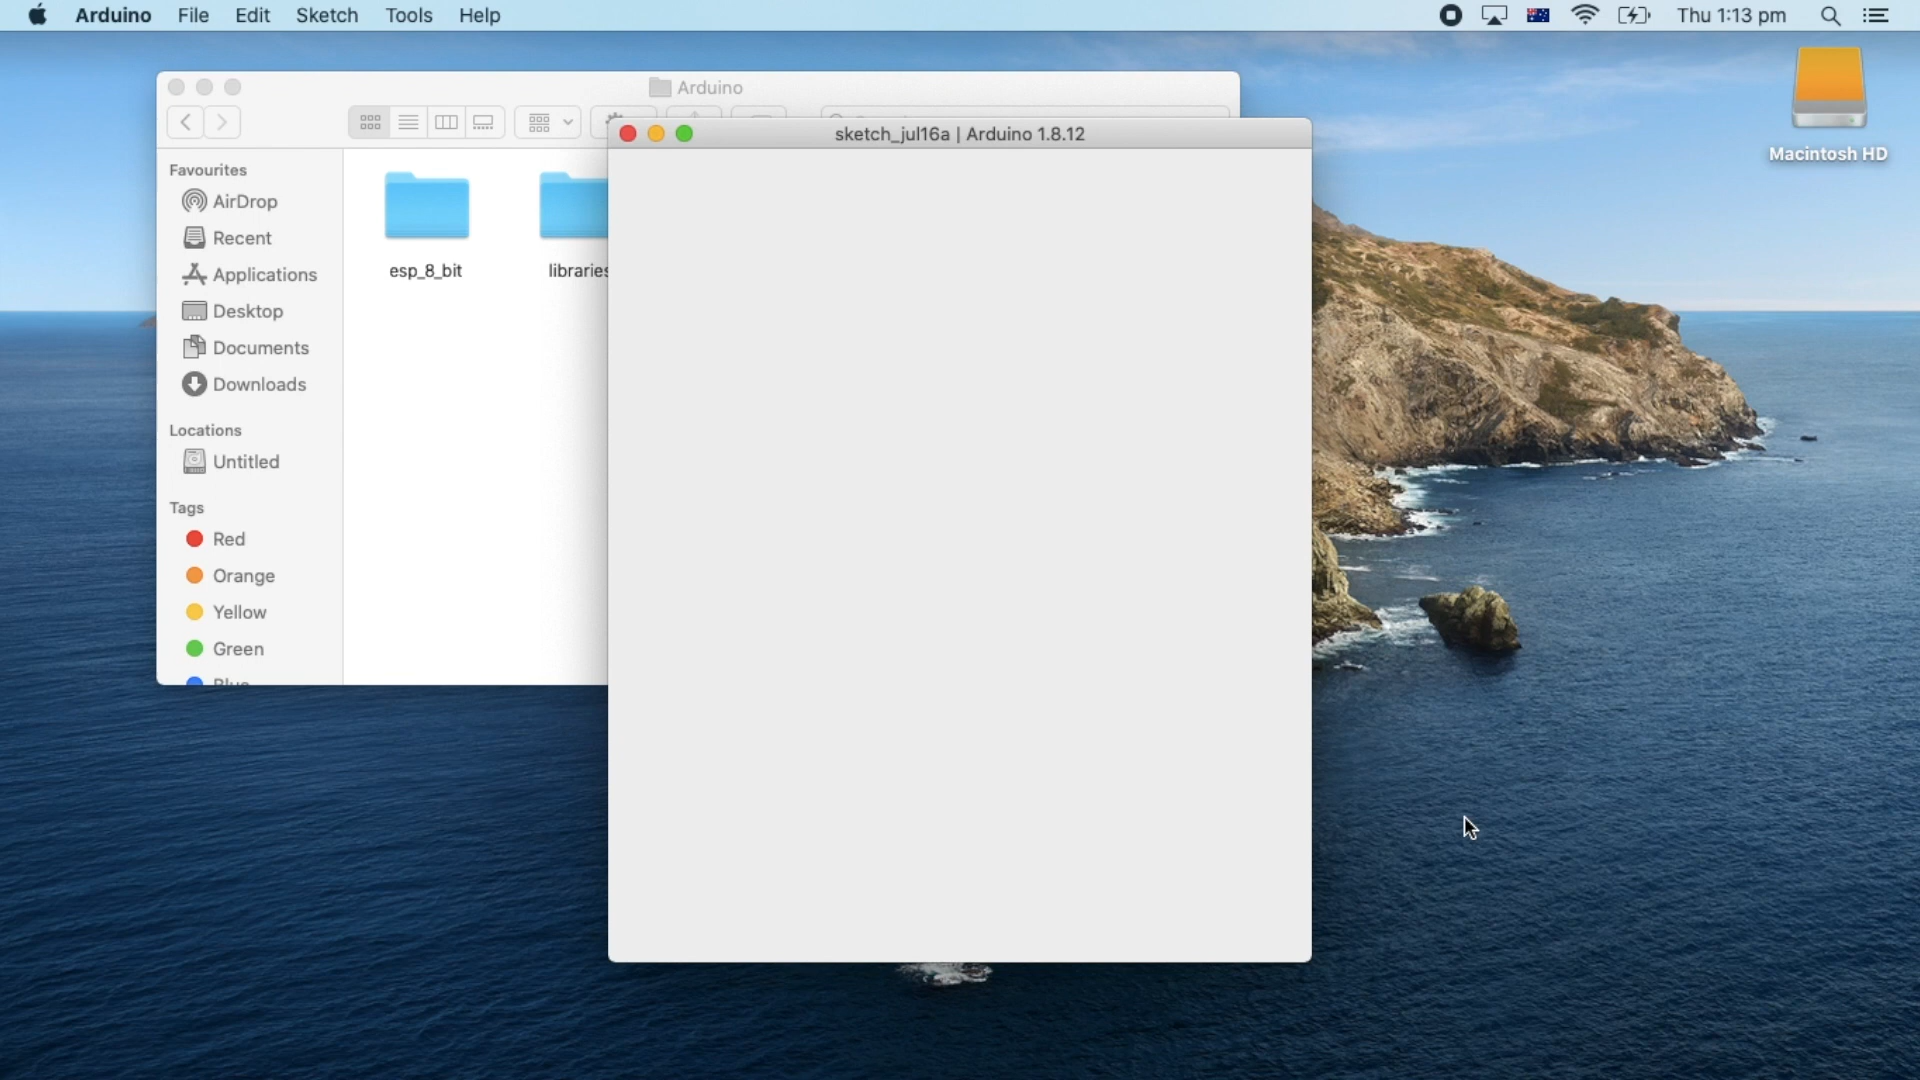 Arduino File Edit Sketch Tools Help Thu 1:13 pm
Arduino
sketch_jul16a | Arduino 1.8.12
Macintosh HD
Favourites
AirDrop
Recent
Applications
Desktop
Documents
Downloads
Locations
Untitled
Tags
Red
Orange
Yellow
Green
Blue
esp_8_bit
libraries